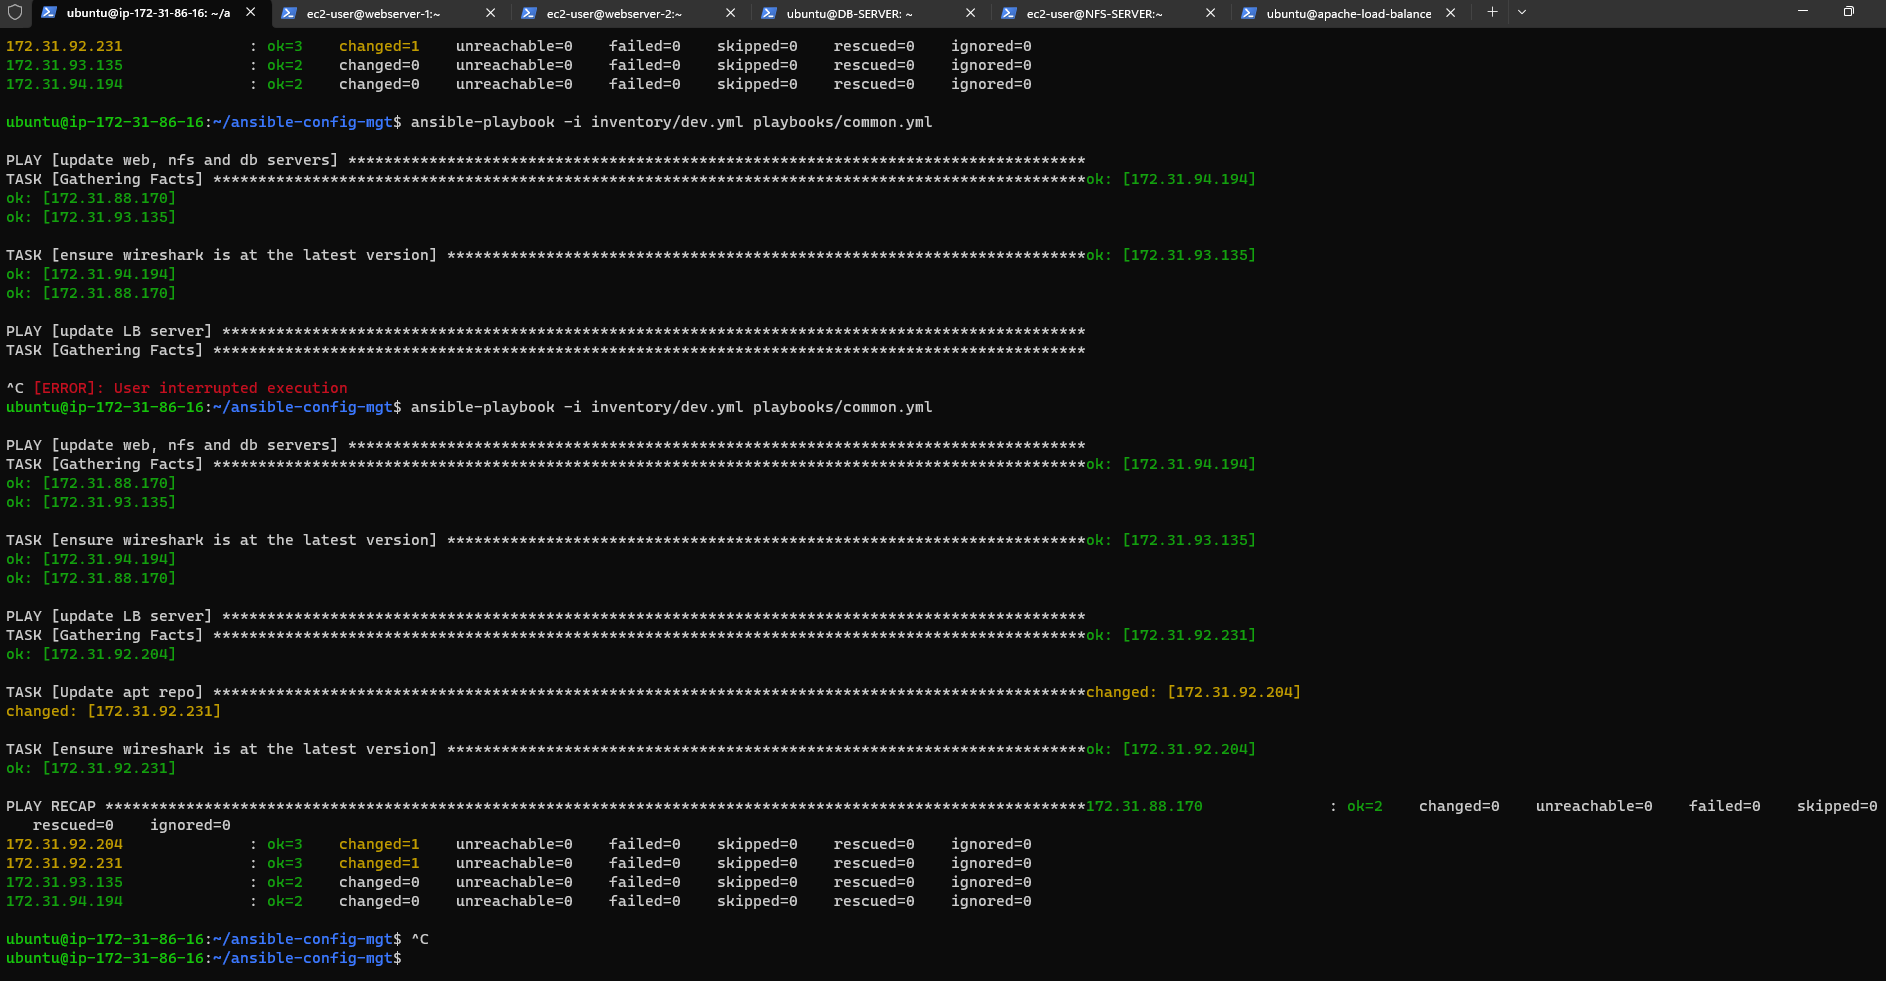 ubuntu@ip-172-31-86-16: ~/a ec2-user@webserver-1:~ ec2-user@webserver-2:~ ubuntu@DB-SERVER: ~ ec2-user@NFS-SERVER:~ ubuntu@apache-load-balance
172.31.92.231 : ok=3 changed=1 unreachable=0 failed=0 skipped=0 rescued=0 ignored=0
172.31.93.135 : ok=2 changed=0 unreachable=0 failed=0 skipped=0 rescued=0 ignored=0
172.31.94.194 : ok=2 changed=0 unreachable=0 failed=0 skipped=0 rescued=0 ignored=0
ubuntu@ip-172-31-86-16:~/ansible-config-mgt$ ansible-playbook -i inventory/dev.yml playbooks/common.yml
PLAY [update web, nfs and db servers] **********************************************************************************
TASK [Gathering Facts] *************************************************************************************************ok: [172.31.94.194]
ok: [172.31.88.170]
ok: [172.31.93.135]
TASK [ensure wireshark is at the latest version] ***********************************************************************ok: [172.31.93.135]
ok: [172.31.94.194]
ok: [172.31.88.170]
PLAY [update LB server] ************************************************************************************************
TASK [Gathering Facts] *************************************************************************************************
^C [ERROR]: User interrupted execution
ubuntu@ip-172-31-86-16:~/ansible-config-mgt$ ansible-playbook -i inventory/dev.yml playbooks/common.yml
PLAY [update web, nfs and db servers] **********************************************************************************
TASK [Gathering Facts] *************************************************************************************************ok: [172.31.94.194]
ok: [172.31.88.170]
ok: [172.31.93.135]
TASK [ensure wireshark is at the latest version] ***********************************************************************ok: [172.31.93.135]
ok: [172.31.94.194]
ok: [172.31.88.170]
PLAY [update LB server] ************************************************************************************************
TASK [Gathering Facts] *************************************************************************************************ok: [172.31.92.231]
ok: [172.31.92.204]
TASK [Update apt repo] *************************************************************************************************changed: [172.31.92.204]
changed: [172.31.92.231]
TASK [ensure wireshark is at the latest version] ***********************************************************************ok: [172.31.92.204]
ok: [172.31.92.231]
PLAY RECAP *************************************************************************************************************172.31.88.170 : ok=2 changed=0 unreachable=0 failed=0 skipped=0
rescued=0 ignored=0
172.31.92.204 : ok=3 changed=1 unreachable=0 failed=0 skipped=0 rescued=0 ignored=0
172.31.92.231 : ok=3 changed=1 unreachable=0 failed=0 skipped=0 rescued=0 ignored=0
172.31.93.135 : ok=2 changed=0 unreachable=0 failed=0 skipped=0 rescued=0 ignored=0
172.31.94.194 : ok=2 changed=0 unreachable=0 failed=0 skipped=0 rescued=0 ignored=0
ubuntu@ip-172-31-86-16:~/ansible-config-mgt$ ^C
ubuntu@ip-172-31-86-16:~/ansible-config-mgt$